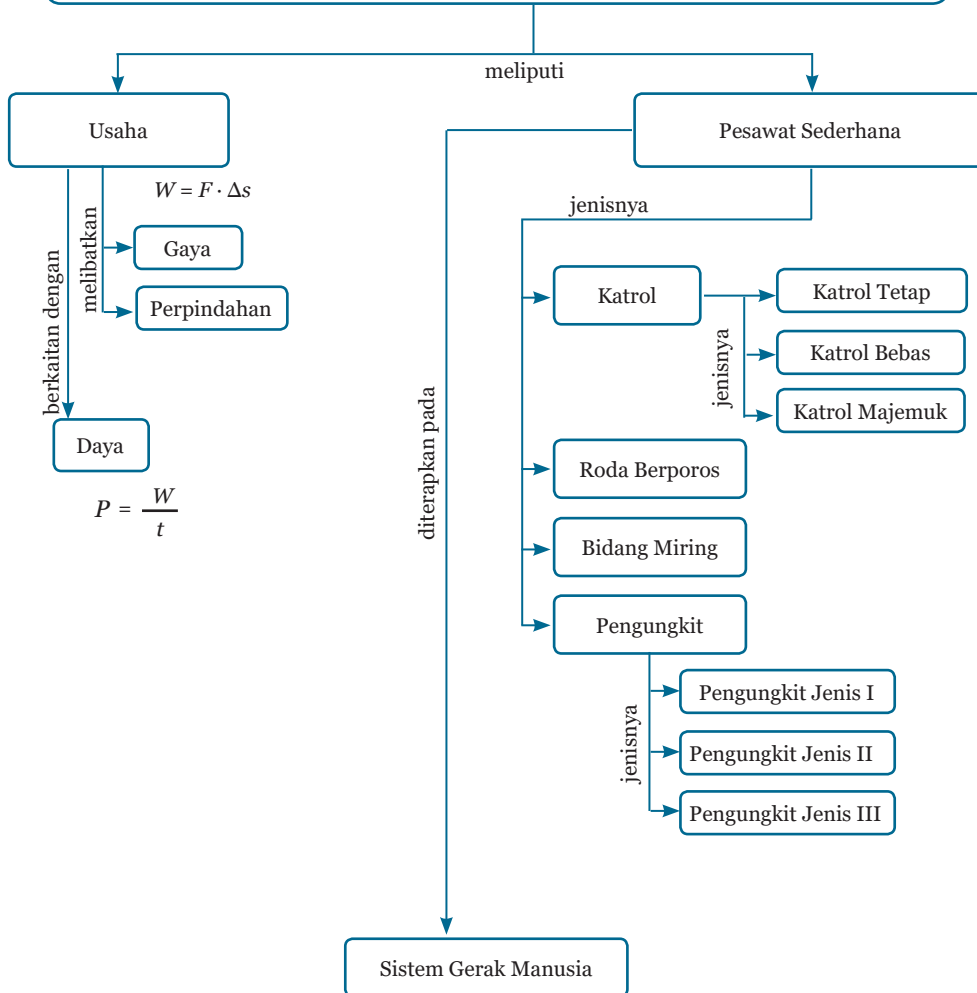 meliputi
Usaha
W = F · Δs
melibatkan
Gaya
Perpindahan
berkaitan dengan
Daya
P = W/t
Pesawat Sederhana
jenisnya
Katrol
jenisnya
Katrol Tetap
Katrol Bebas
Katrol Majemuk
Roda Berporos
Bidang Miring
Pengungkit
jenisnya
Pengungkit Jenis I
Pengungkit Jenis II
Pengungkit Jenis III
diterapkan pada
Sistem Gerak Manusia